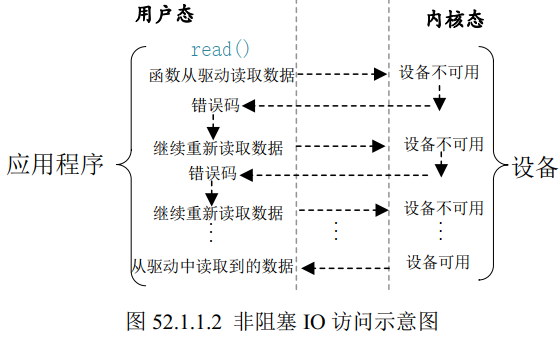 用户态 内核态
read()
函数从驱动读取数据 设备不可用
错误码
继续重新读取数据 设备不可用
错误码
应用程序 设备
继续重新读取数据 设备不可用
从驱动中读取到的数据 设备可用
图 52.1.1.2 非阻塞 IO 访问示意图